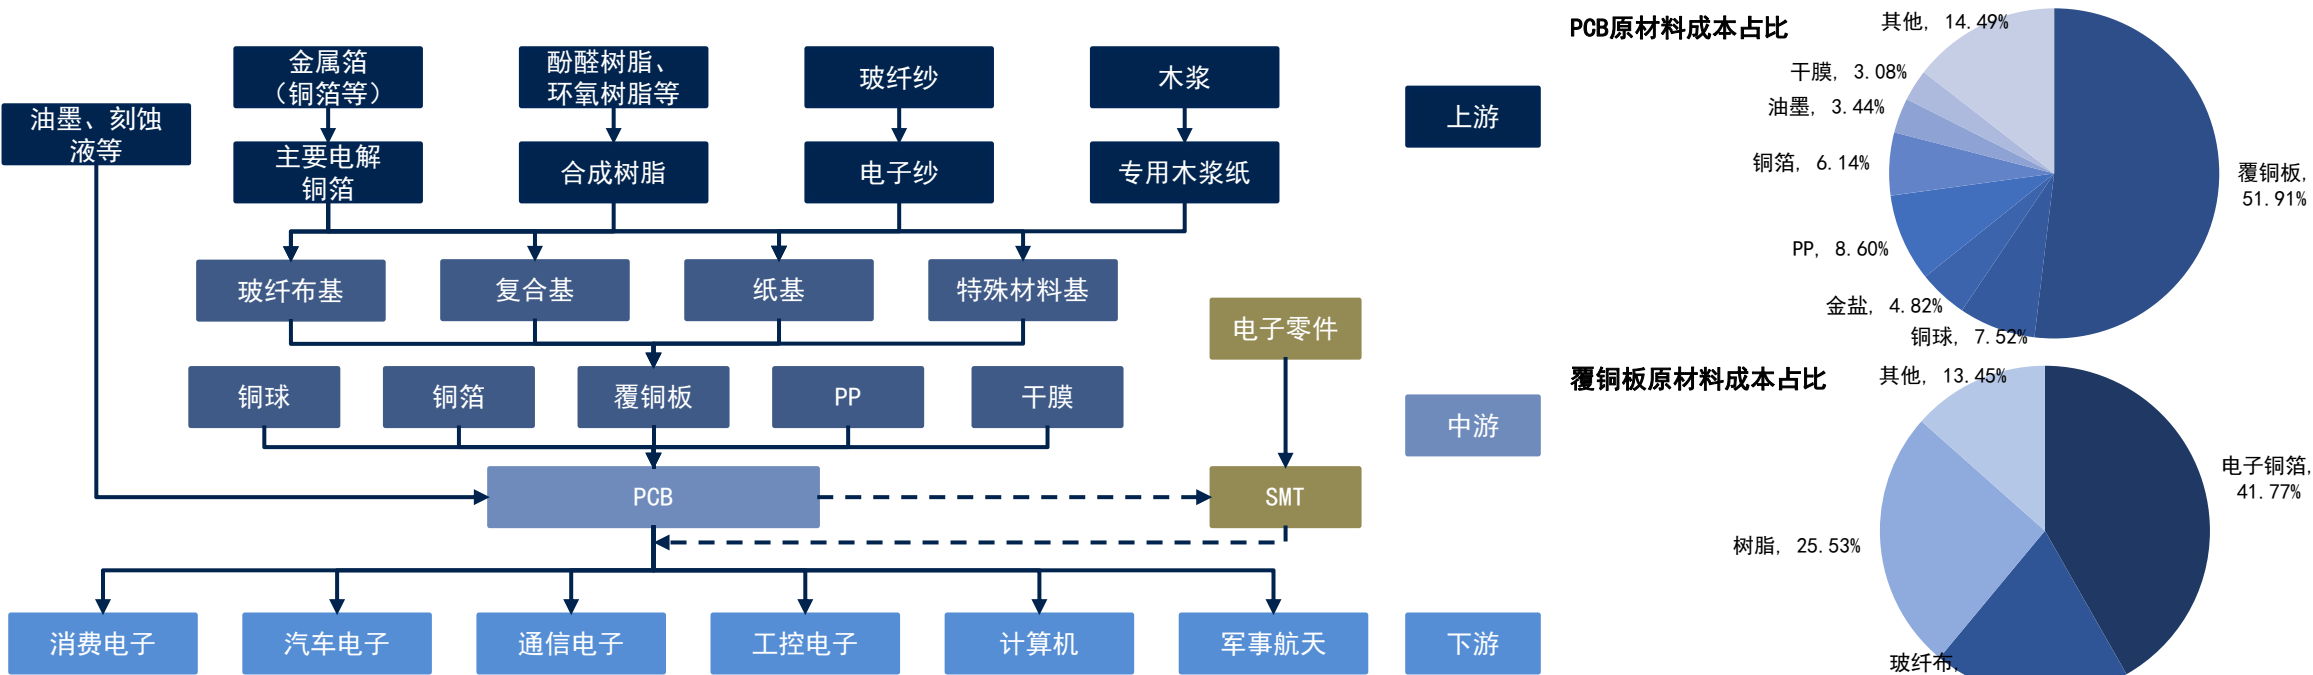 金属箔
（铜箔等）
酚醛树脂、
环氧树脂等
玻纤纱
木浆
油墨、刻蚀
液等
主要电解
铜箔
合成树脂
电子纱
专用木浆纸
上游
玻纤布基
复合基
纸基
特殊材料基
电子零件
铜球
铜箔
覆铜板
PP
干膜
中游
PCB
SMT
消费电子
汽车电子
通信电子
工控电子
计算机
军事航天
下游
PCB原材料成本占比
其他, 14.49%
干膜, 3.08%
油墨, 3.44%
铜箔, 6.14%
覆铜板,
51.91%
PP, 8.60%
金盐, 4.82%
铜球, 7.52%
覆铜板原材料成本占比
其他, 13.45%
电子铜箔,
41.77%
树脂, 25.53%
玻纤布,